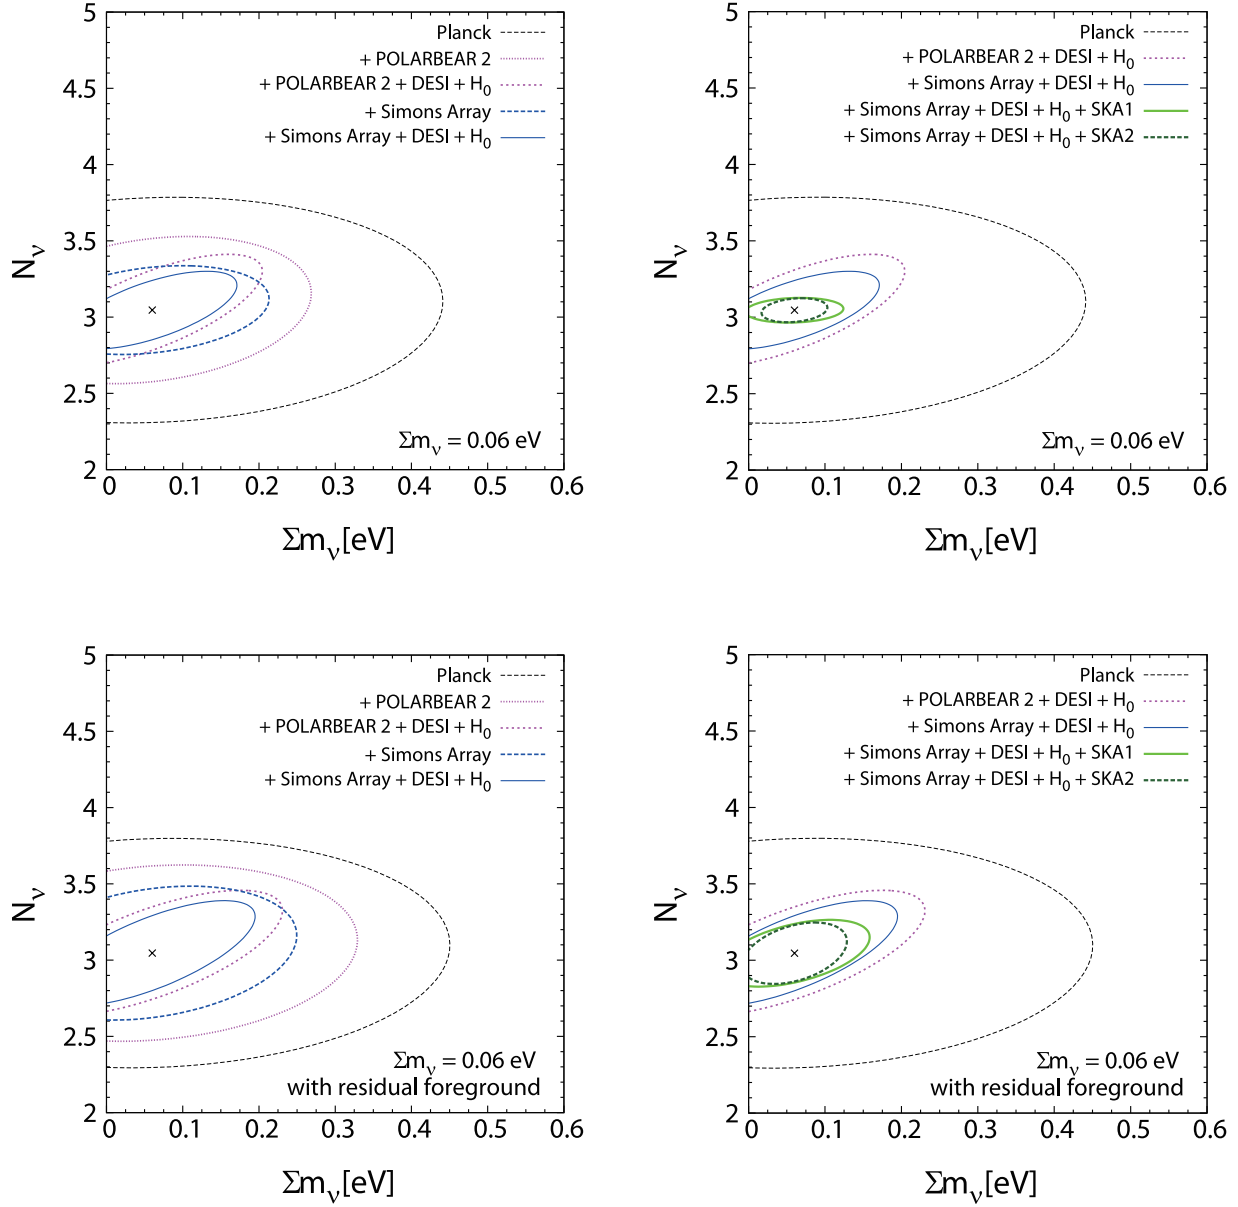 Planck
+ POLARBEAR 2
+ POLARBEAR 2 + DESI + H0
+ Simons Array
+ Simons Array + DESI + H0
5
4.5
4
3.5
3
2.5
2
Nν
Σmν = 0.06 eV
0 0.1 0.2 0.3 0.4 0.5 0.6
Σmν[eV]
Planck
+ POLARBEAR 2 + DESI + H0
+ Simons Array + DESI + H0
+ Simons Array + DESI + H0 + SKA1
+ Simons Array + DESI + H0 + SKA2
5
4.5
4
3.5
3
2.5
2
Nν
Σmν = 0.06 eV
0 0.1 0.2 0.3 0.4 0.5 0.6
Σmν[eV]
Planck
+ POLARBEAR 2
+ POLARBEAR 2 + DESI + H0
+ Simons Array
+ Simons Array + DESI + H0
5
4.5
4
3.5
3
2.5
2
Nν
Σmν = 0.06 eV
with residual foreground
0 0.1 0.2 0.3 0.4 0.5 0.6
Σmν[eV]
Planck
+ POLARBEAR 2 + DESI + H0
+ Simons Array + DESI + H0
+ Simons Array + DESI + H0 + SKA1
+ Simons Array + DESI + H0 + SKA2
5
4.5
4
3.5
3
2.5
2
Nν
Σmν = 0.06 eV
with residual foreground
0 0.1 0.2 0.3 0.4 0.5 0.6
Σmν[eV]